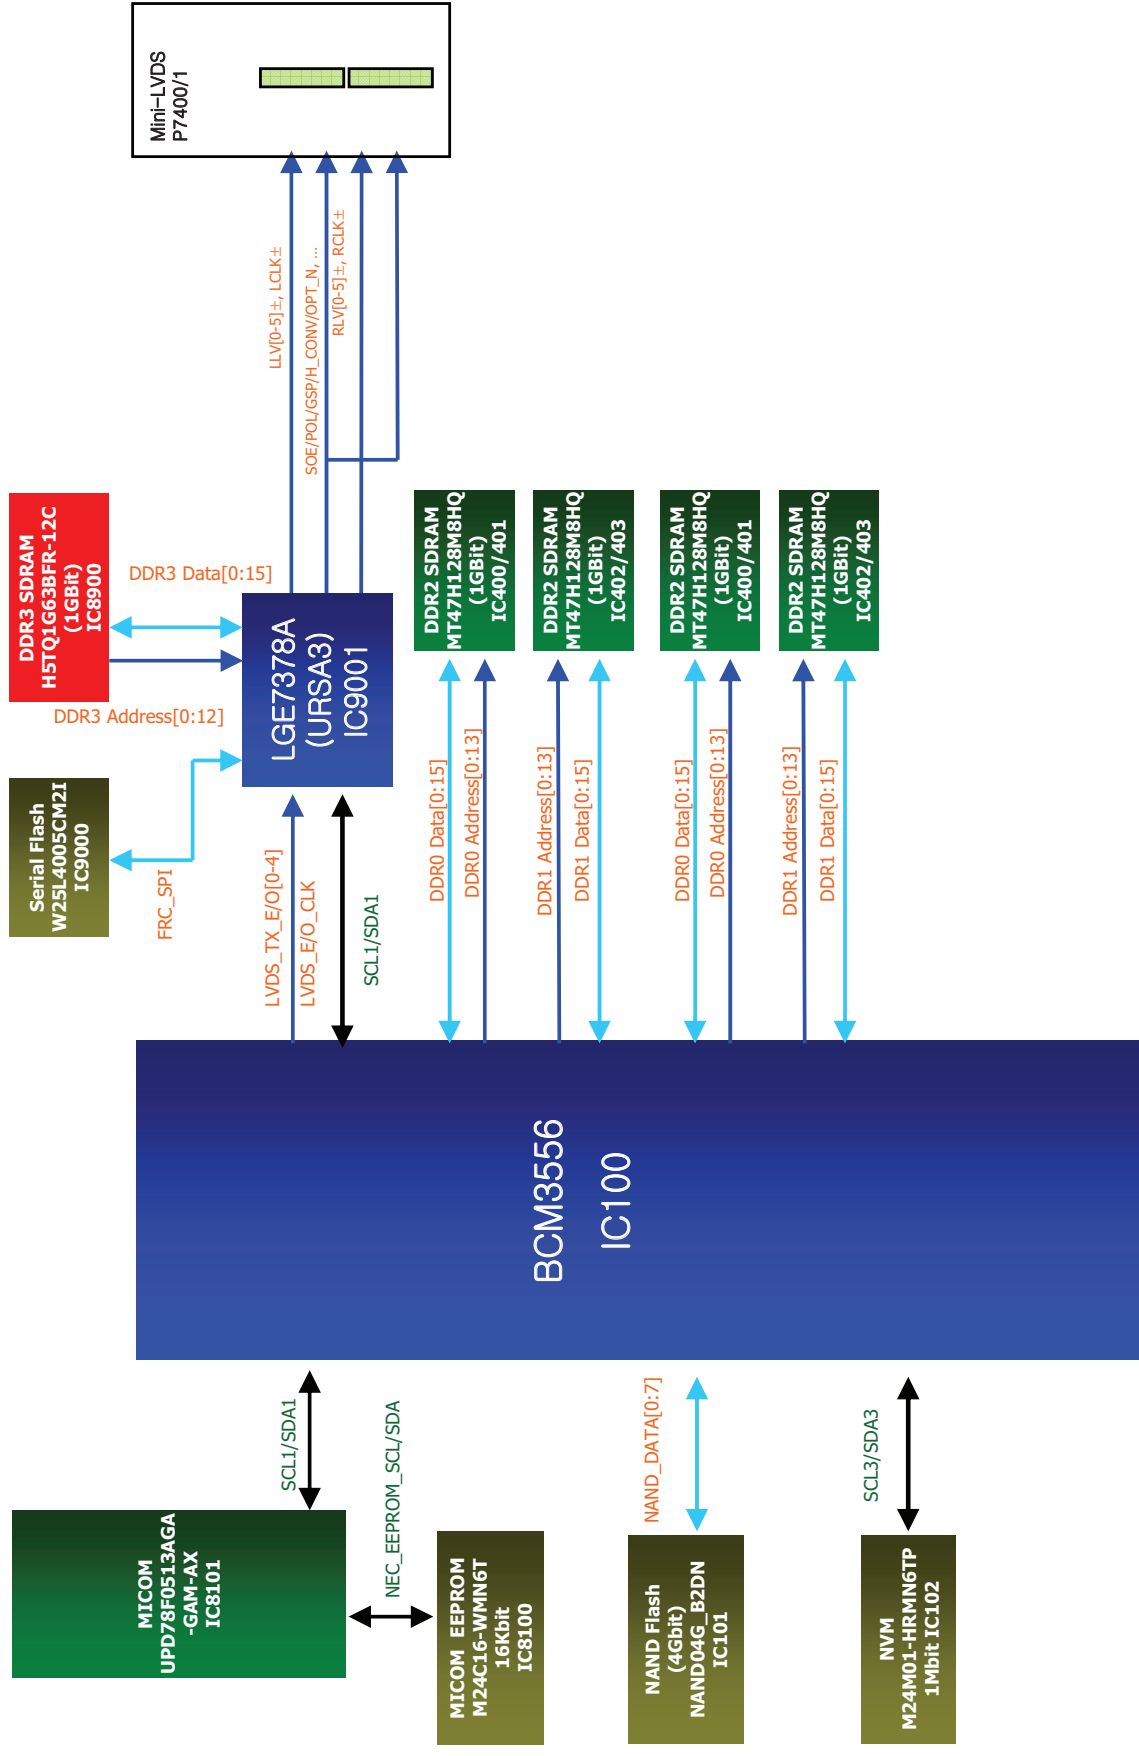 MICOM
UPD78F0513AGA
-GAM-AX
IC8101
SCL1/SDA1
NEC_EEPROM_SCL/SDA
MICOM EEPROM
M24C16-WMN6T
16Kbit
IC8100
NAND Flash
(4Gbit)
NAND04G_B2DN
IC101
NAND_DATA[0:7]
NVM
M24M01-HRMN6TP
1Mbit IC102
SCL3/SDA3
BCM3556
IC100
Serial Flash
W25L4005CM2I
IC9000
FRC_SPI
LVDS_TX_E/O[0-4]
LVDS_E/O_CLK
SCL1/SDA1
DDR3 SDRAM
H5TQ1G63BFR-12C
(1GBit)
IC8900
DDR3 Data[0:15]
DDR3 Address[0:12]
LGE7378A
(URSA3)
IC9001
LLV[0-5]±, LCLK±
SOE/POL/GSP/H_CONV/OPT_N, ...
RLV[0-5]±, RCLK±
Mini-LVDS
P7400/1
DDR0 Data[0:15]
DDR0 Address[0:13]
DDR2 SDRAM
MT47H128M8HQ
(1GBit)
IC400/401
DDR1 Address[0:13]
DDR1 Data[0:15]
DDR2 SDRAM
MT47H128M8HQ
(1GBit)
IC402/403
DDR0 Data[0:15]
DDR0 Address[0:13]
DDR2 SDRAM
MT47H128M8HQ
(1GBit)
IC400/401
DDR1 Address[0:13]
DDR1 Data[0:15]
DDR2 SDRAM
MT47H128M8HQ
(1GBit)
IC402/403